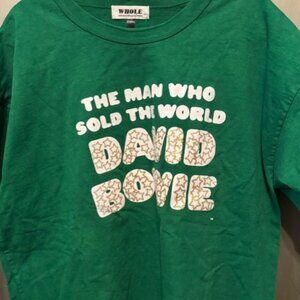 WHOLE
THE MAN WHO
SOLD THE WORLD
DAVID
BOWIE